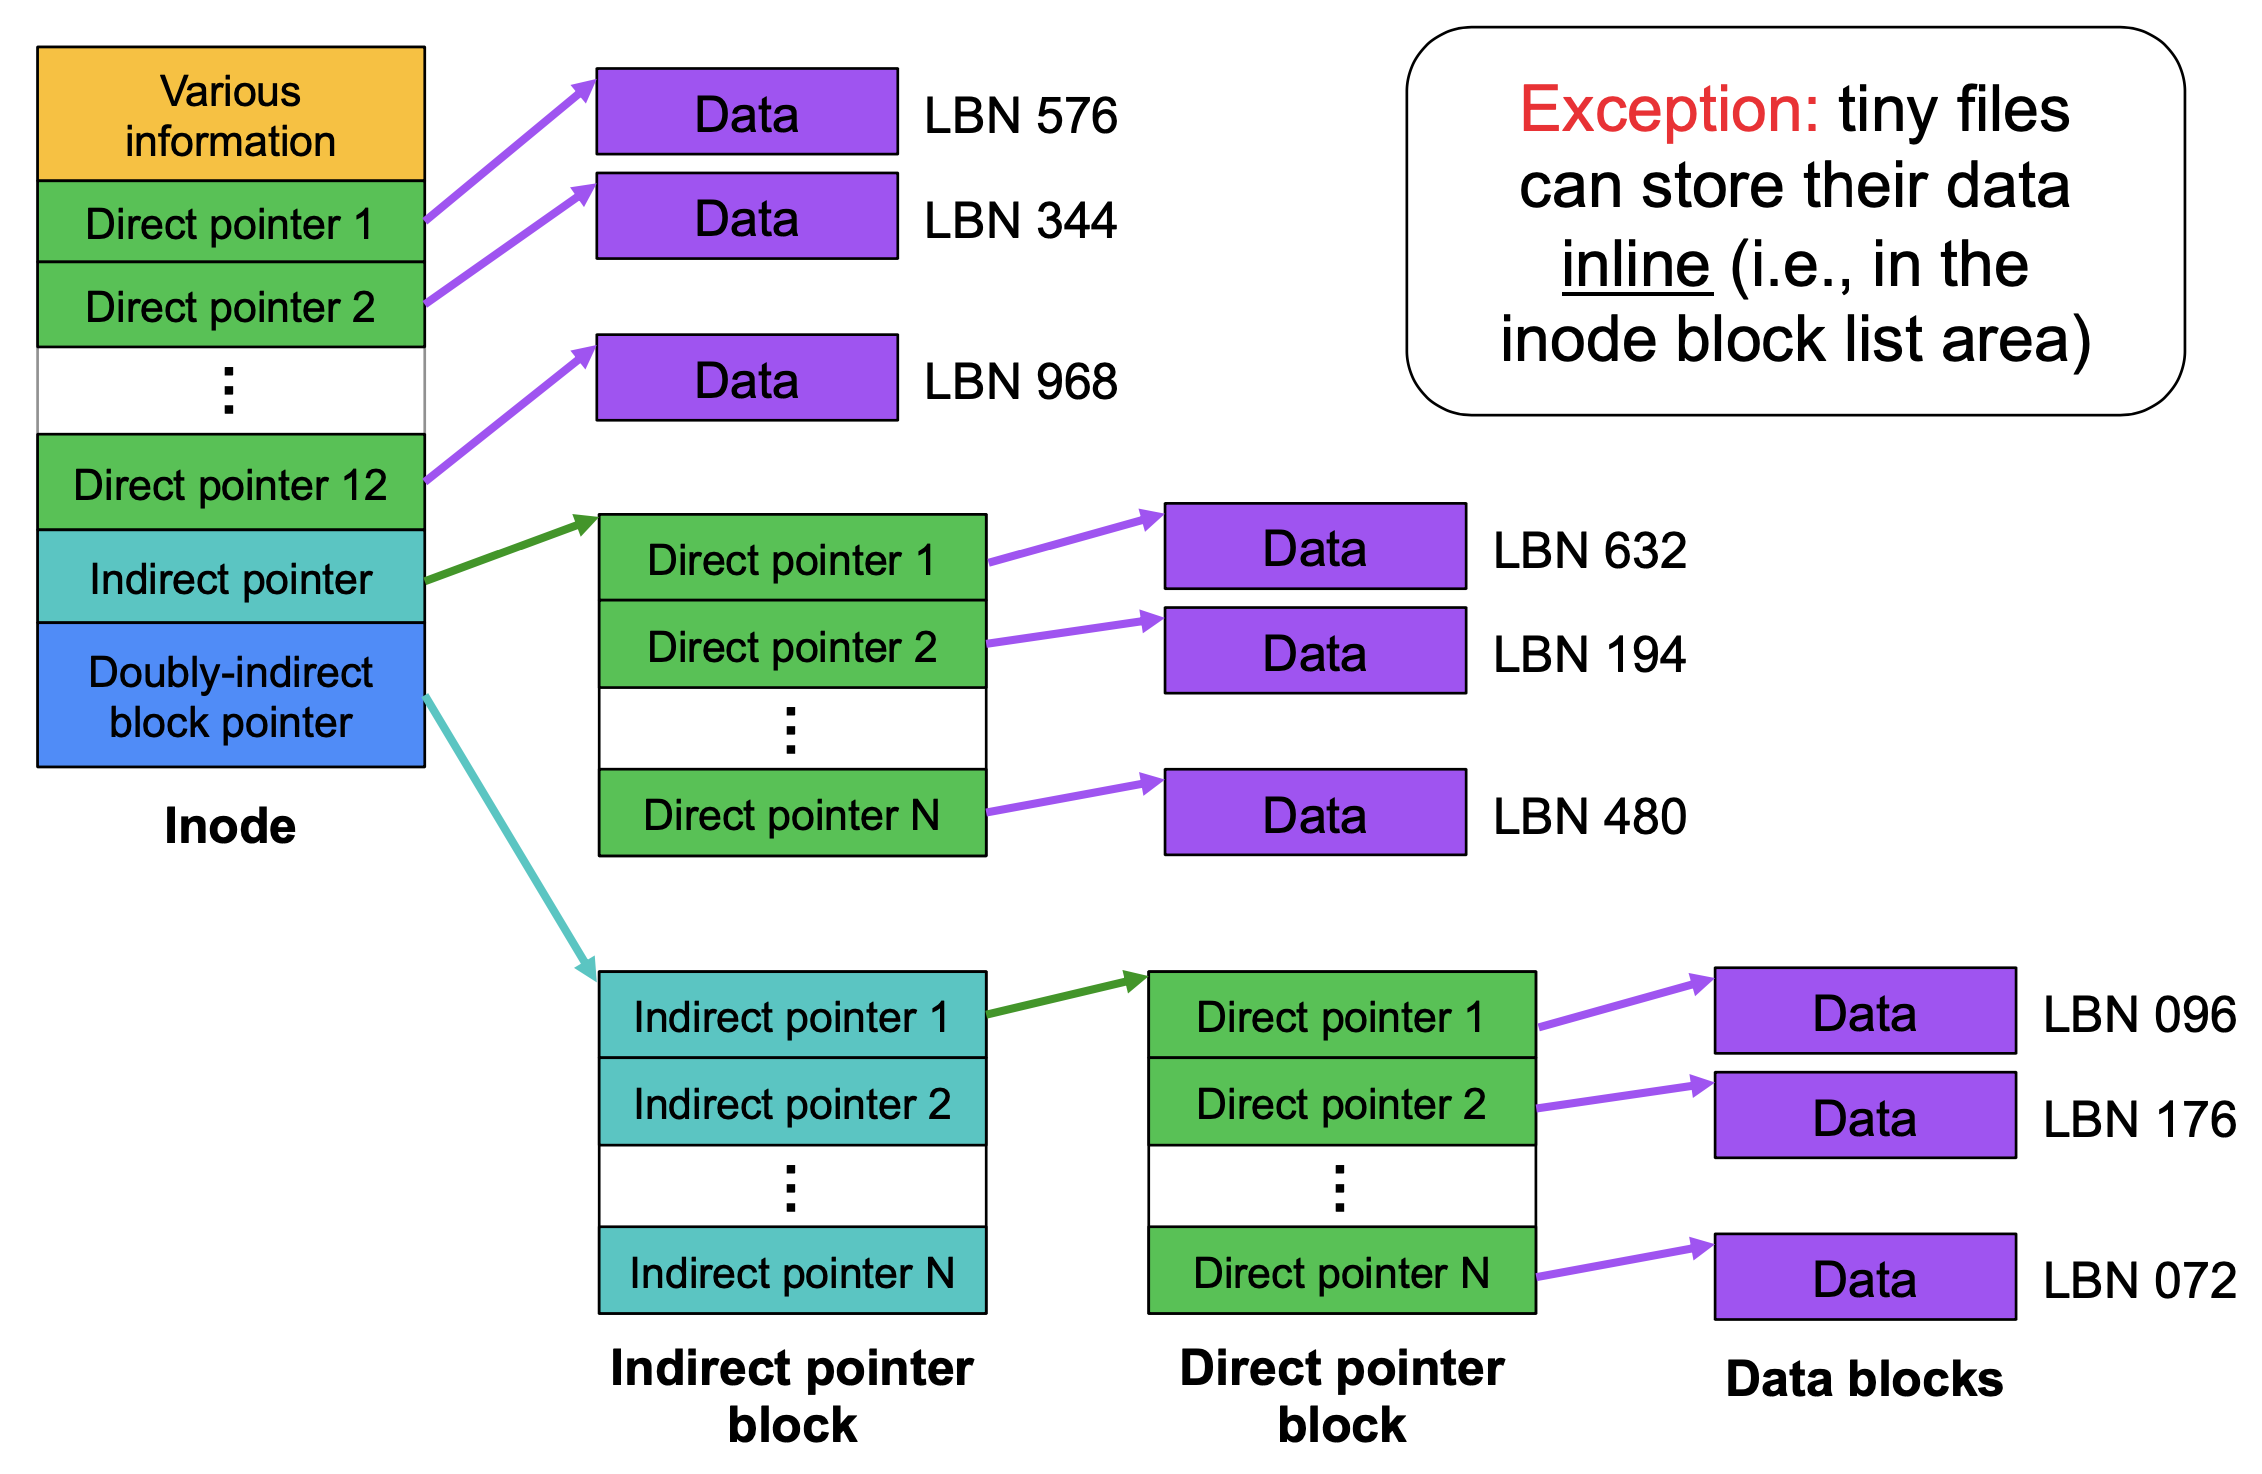 Various
information
Direct pointer 1
Direct pointer 2
⋮
Direct pointer 12
Indirect pointer
Doubly-indirect
block pointer
Inode
Data LBN 576
Data LBN 344
Data LBN 968
Exception: tiny files
can store their data
inline (i.e., in the
inode block list area)
Direct pointer 1
Direct pointer 2
⋮
Direct pointer N
Data LBN 632
Data LBN 194
Data LBN 480
Indirect pointer 1
Indirect pointer 2
⋮
Indirect pointer N
Indirect pointer
block
Direct pointer 1
Direct pointer 2
⋮
Direct pointer N
Direct pointer
block
Data LBN 096
Data LBN 176
Data LBN 072
Data blocks